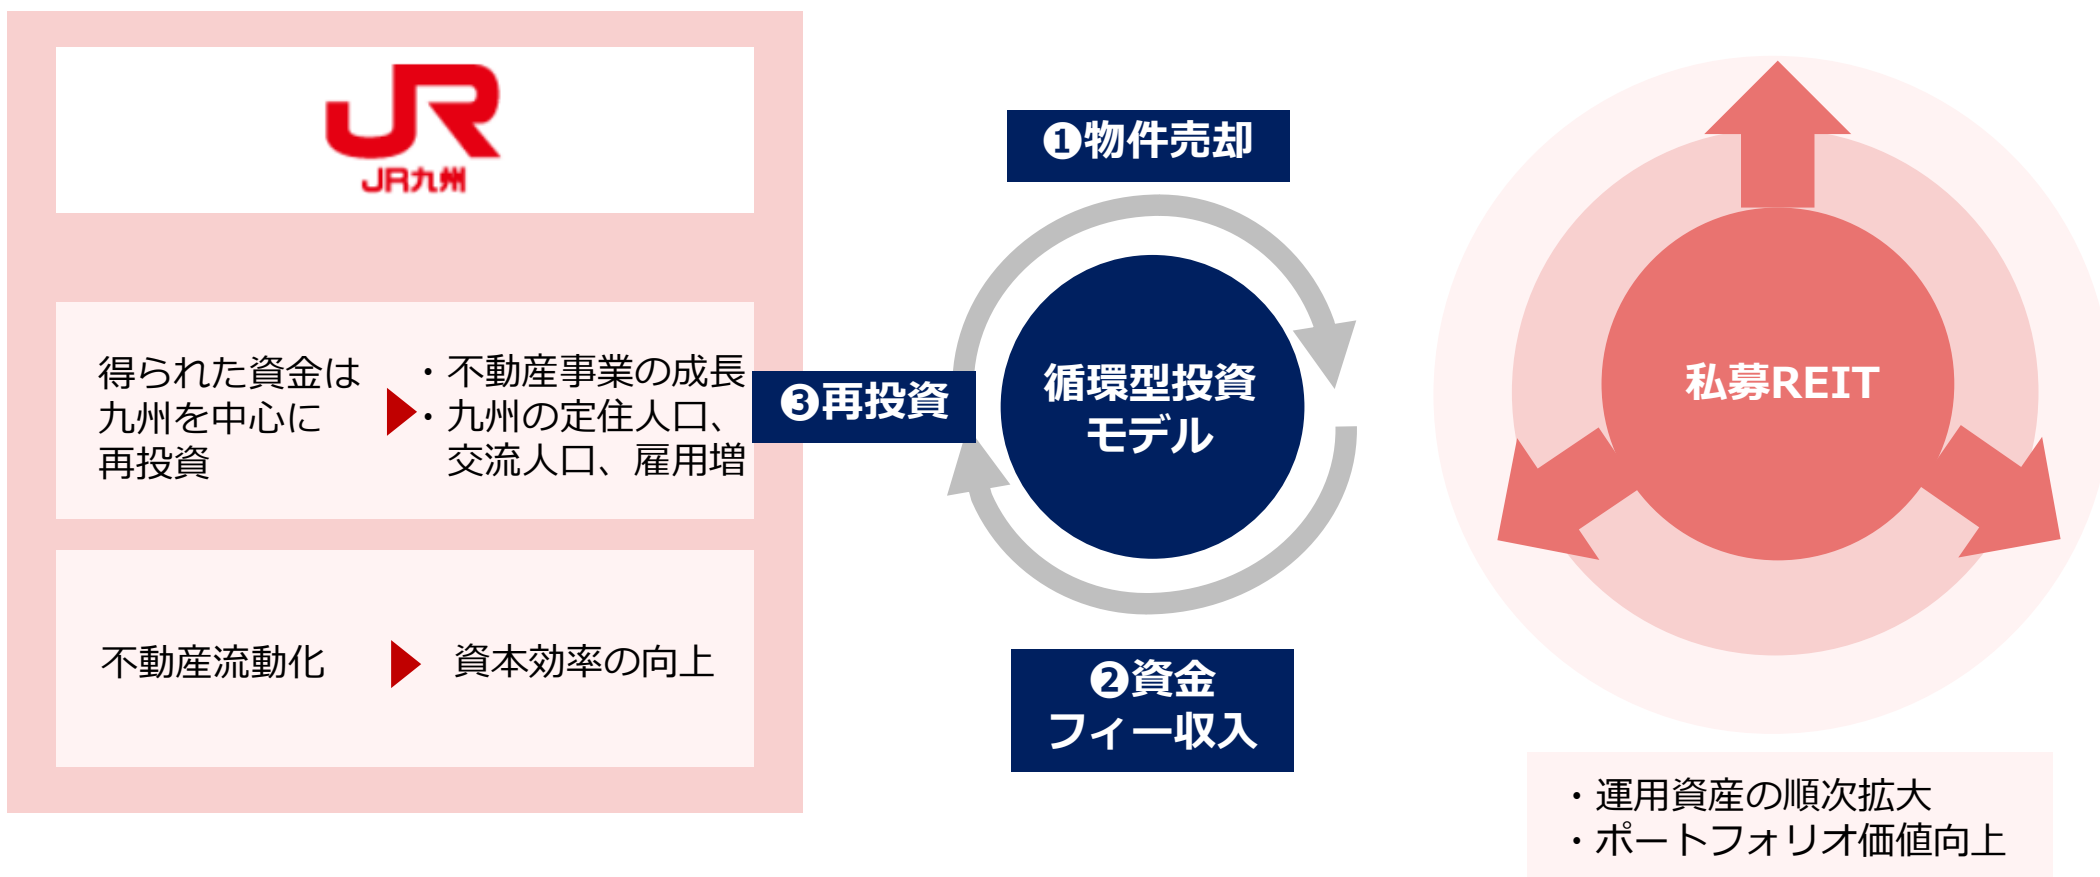 JR
JR九州
得られた資金は
九州を中心に
再投資
・不動産事業の成長
・九州の定住人口、
交流人口、雇用増
不動産流動化
資本効率の向上
❶物件売却
循環型投資
モデル
❸再投資
❷資金
フィー収入
私募REIT
・運用資産の順次拡大
・ポートフォリオ価値向上